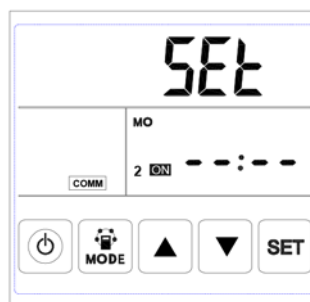 SEt
MO
2 ON --:--
COMM
MODE
SET